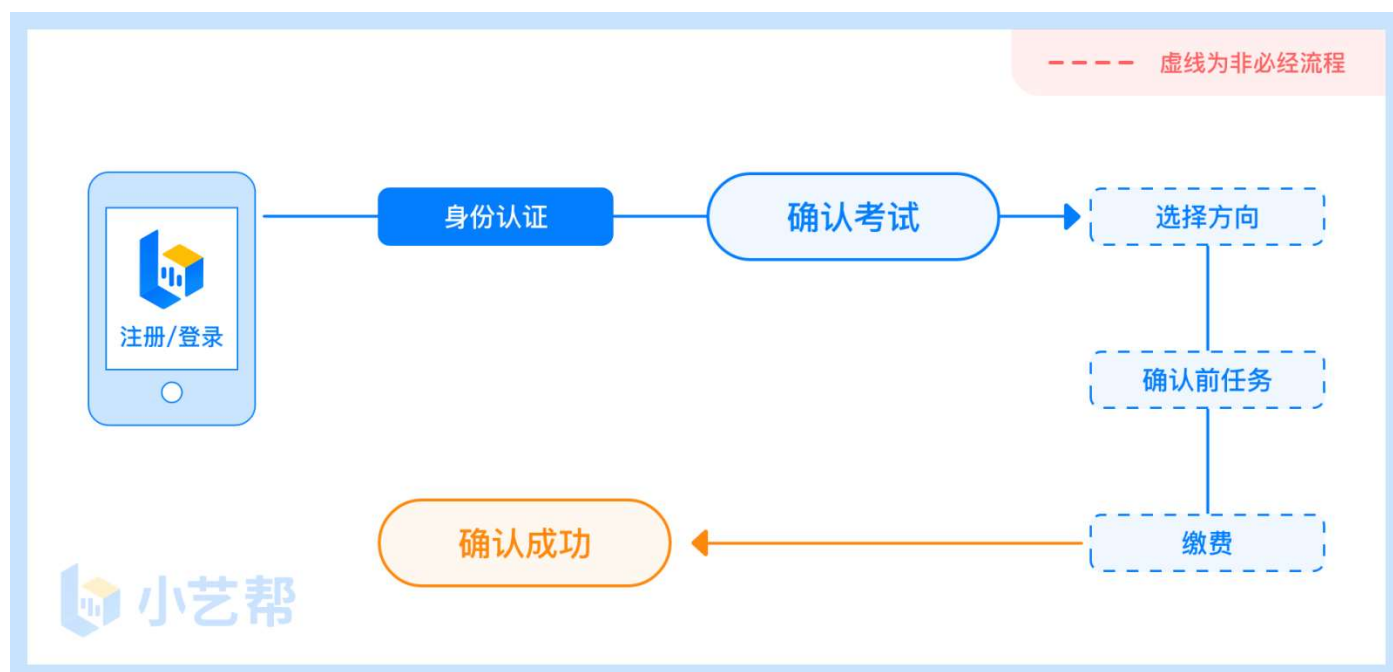 虚线为非必经流程
注册/登录
身份认证
确认考试
选择方向
确认前任务
缴费
确认成功
小艺帮